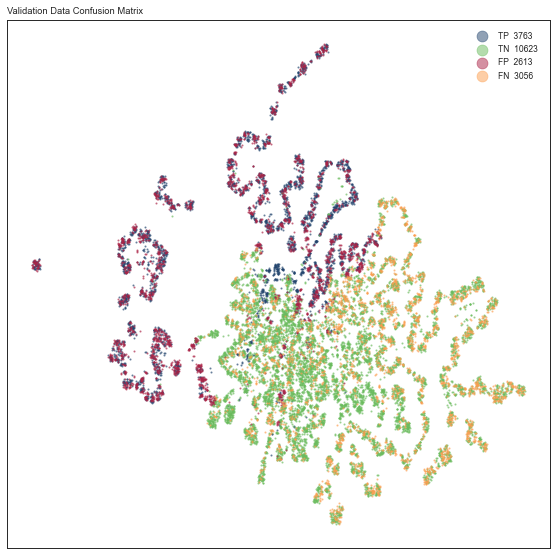 Validation Data Confusion Matrix
TP 3763
TN 10623
FP 2613
FN 3056